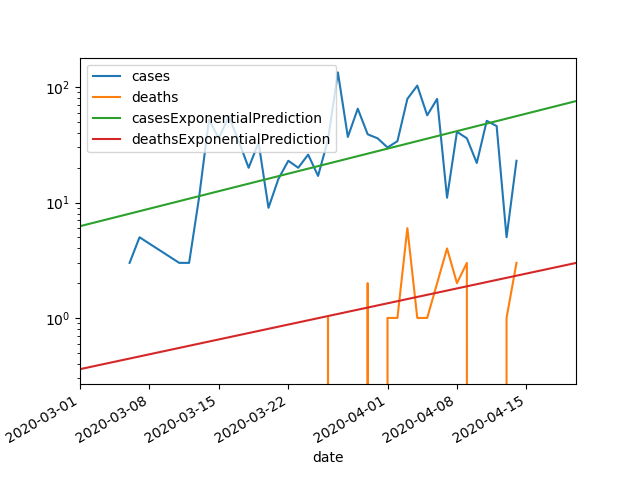 cases
deaths
casesExponentialPrediction
deathsExponentialPrediction
10²
10¹
10⁰
2020-03-01
2020-03-08
2020-03-15
2020-03-22
2020-04-01
2020-04-08
2020-04-15
date